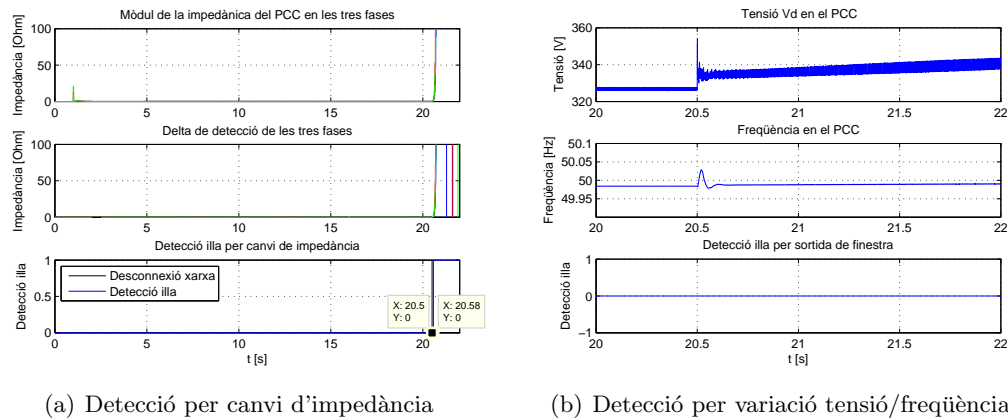 Mòdul de la impedànica del PCC en les tres fases
Impedància [Ohm]
100
50
0
0 5 10 15 20
Delta de detecció de les tres fases
Impedància [Ohm]
100
50
0
0 5 10 15 20
Detecció illa per canvi de impedància
Detecció illa
1
0.5
0
Desconnexió xarxa
Detecció illa
X: 20.5
Y: 0
X: 20.58
Y: 0
0 5 10 15 20
t [s]
(a) Detecció per canvi d'impedància
Tensió Vd en el PCC
Tensió [V]
360
340
320
20 20.5 21 21.5 22
Freqüència en el PCC
Freqüència [Hz]
50.1
50.05
50
49.95
20 20.5 21 21.5 22
Detecció illa per sortida de finestra
Detecció illa
1
0
−1
20 20.5 21 21.5 22
t [s]
(b) Detecció per variació tensió/freqüència